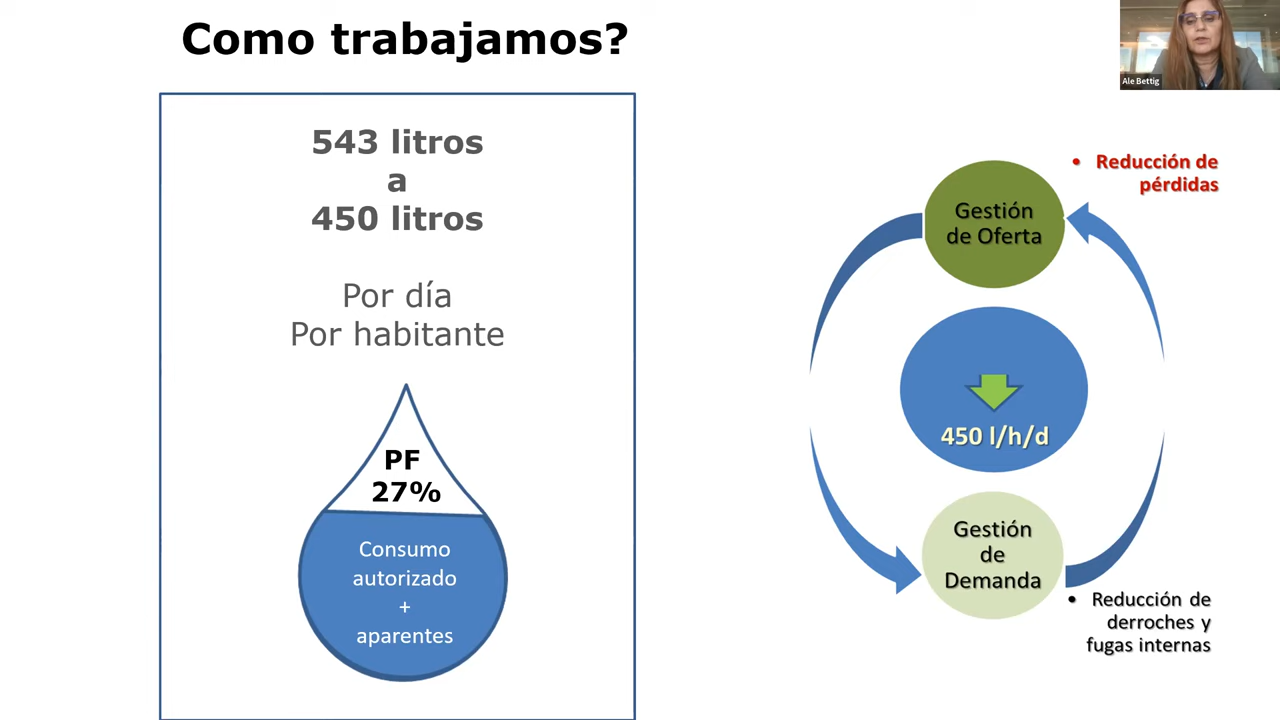 Como trabajamos?
543 litros
a
450 litros
Por día
Por habitante
PF
27%
Consumo
autorizado
+
aparentes
Ale Bettig
• Reducción de
pérdidas
Gestión
de Oferta
450 l/h/d
Gestión
de
Demanda
• Reducción de
derroches y
fugas internas